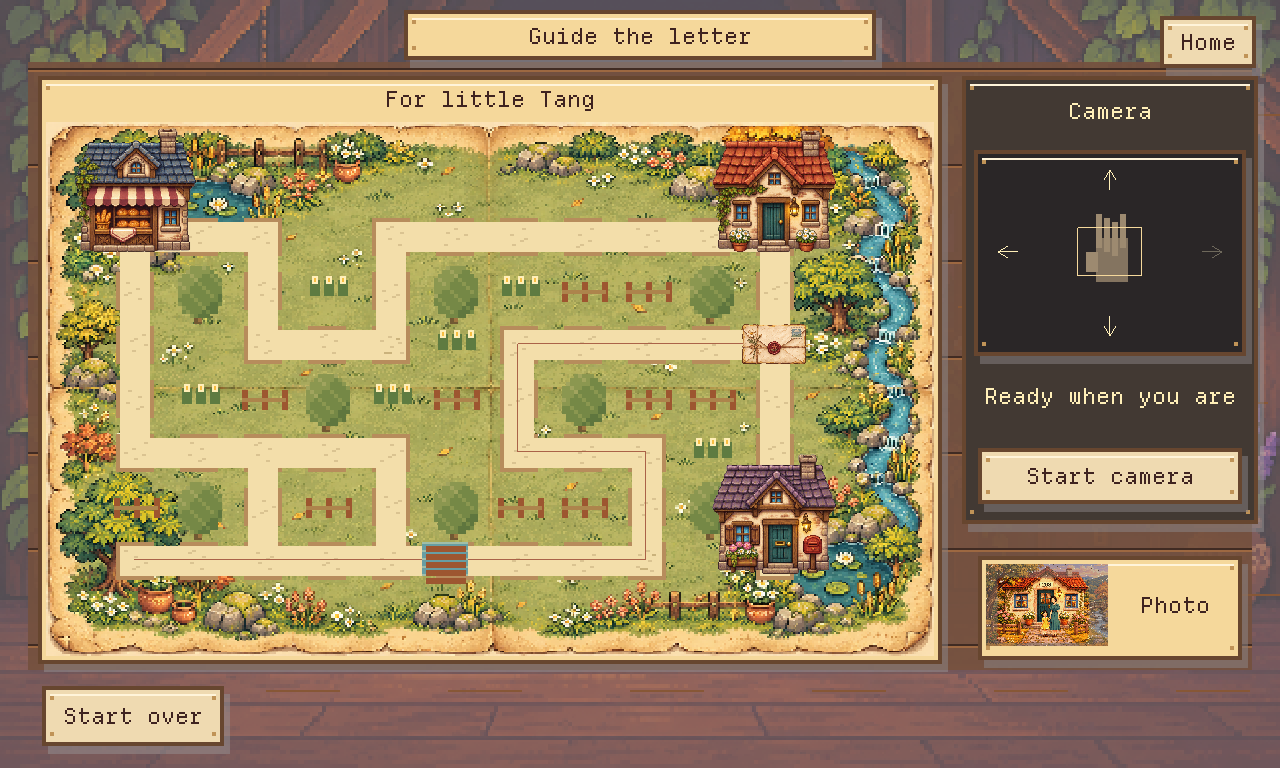 Guide the letter
Home
For little Tang
Camera
Ready when you are
Start camera
Photo
Start over